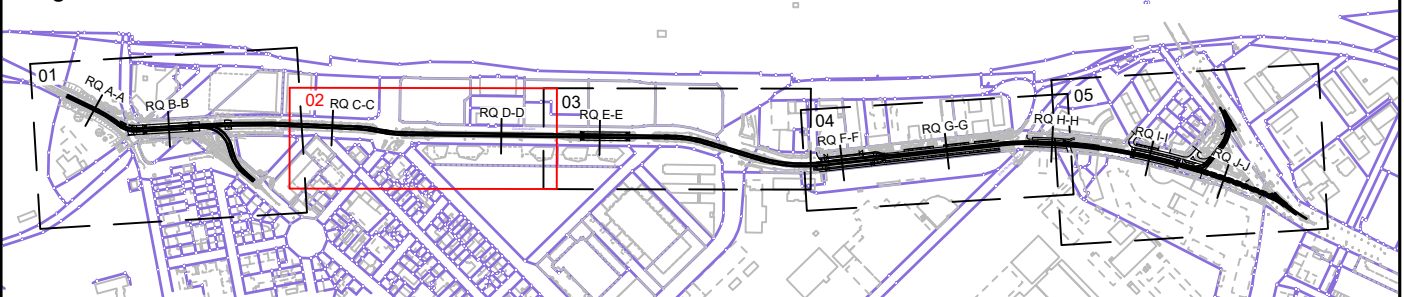 01
RQ A-A
RQ B-B
02
RQ C-C
RQ D-D
03
RQ E-E
04
RQ F-F
RQ G-G
05
RQ H-H
RQ I-I
RQ J-J